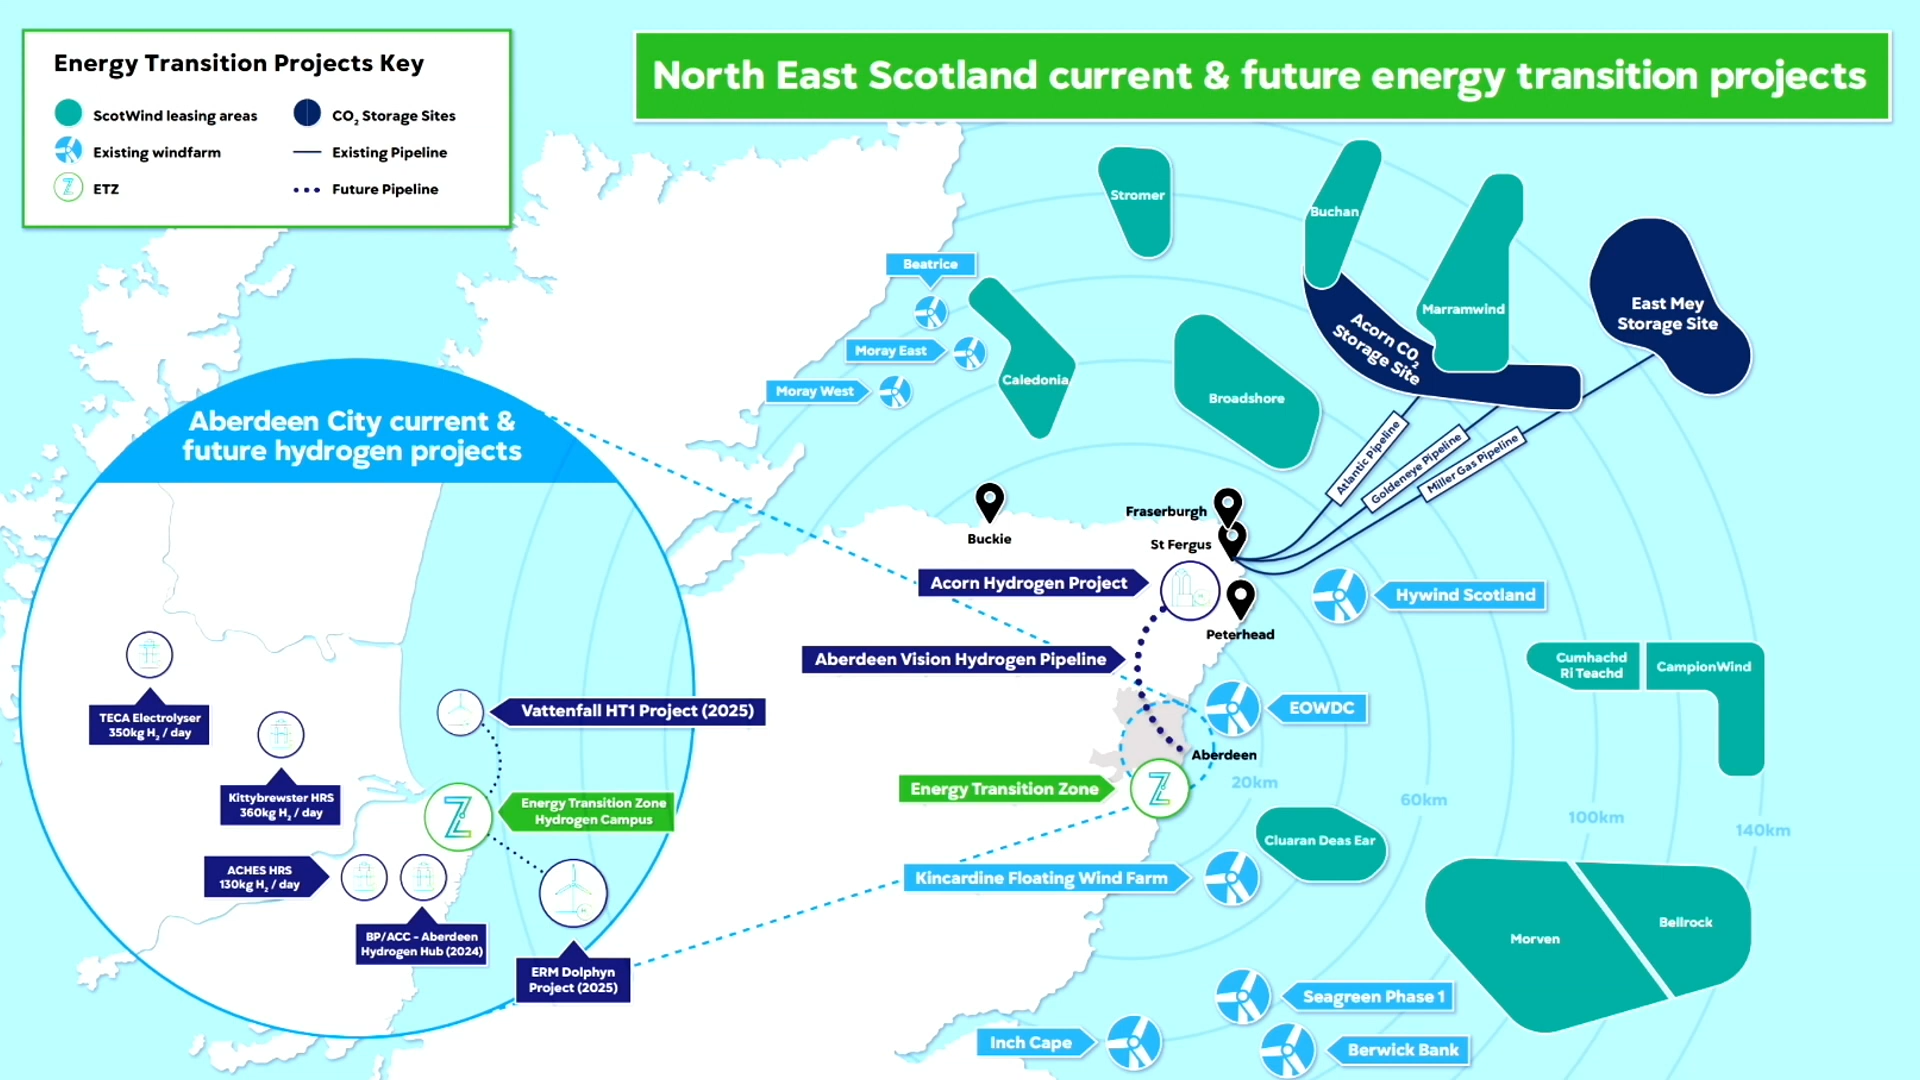 North East Scotland current & future energy transition projects
Energy Transition Projects Key
ScotWind leasing areas
Existing windfarm
ETZ
CO₂ Storage Sites
Existing Pipeline
Future Pipeline
Stromer
Buchan
Marramwind
East Mey
Storage Site
Acorn CO₂
Storage Site
Beatrice
Moray East
Moray West
Caledonia
Broadshore
Atlantic Pipeline
Goldeneye Pipeline
Miller Gas Pipeline
Aberdeen City current &
future hydrogen projects
Buckie
Fraserburgh
St Fergus
Acorn Hydrogen Project
Peterhead
Hywind Scotland
Aberdeen Vision Hydrogen Pipeline
Cumhachd
Ri Teachd
CampionWind
EOWDC
Aberdeen
Energy Transition Zone
20km
60km
100km
140km
Cluaran Deas Ear
Kincardine Floating Wind Farm
Morven
Bellrock
Seagreen Phase 1
Inch Cape
Berwick Bank
TECA Electrolyser
350kg H₂ / day
Vattenfall HT1 Project (2025)
Kittybrewster HRS
360kg H₂ / day
Energy Transition Zone
Hydrogen Campus
ACHES HRS
130kg H₂ / day
BP/ACC - Aberdeen
Hydrogen Hub (2024)
ERM Dolphyn
Project (2025)